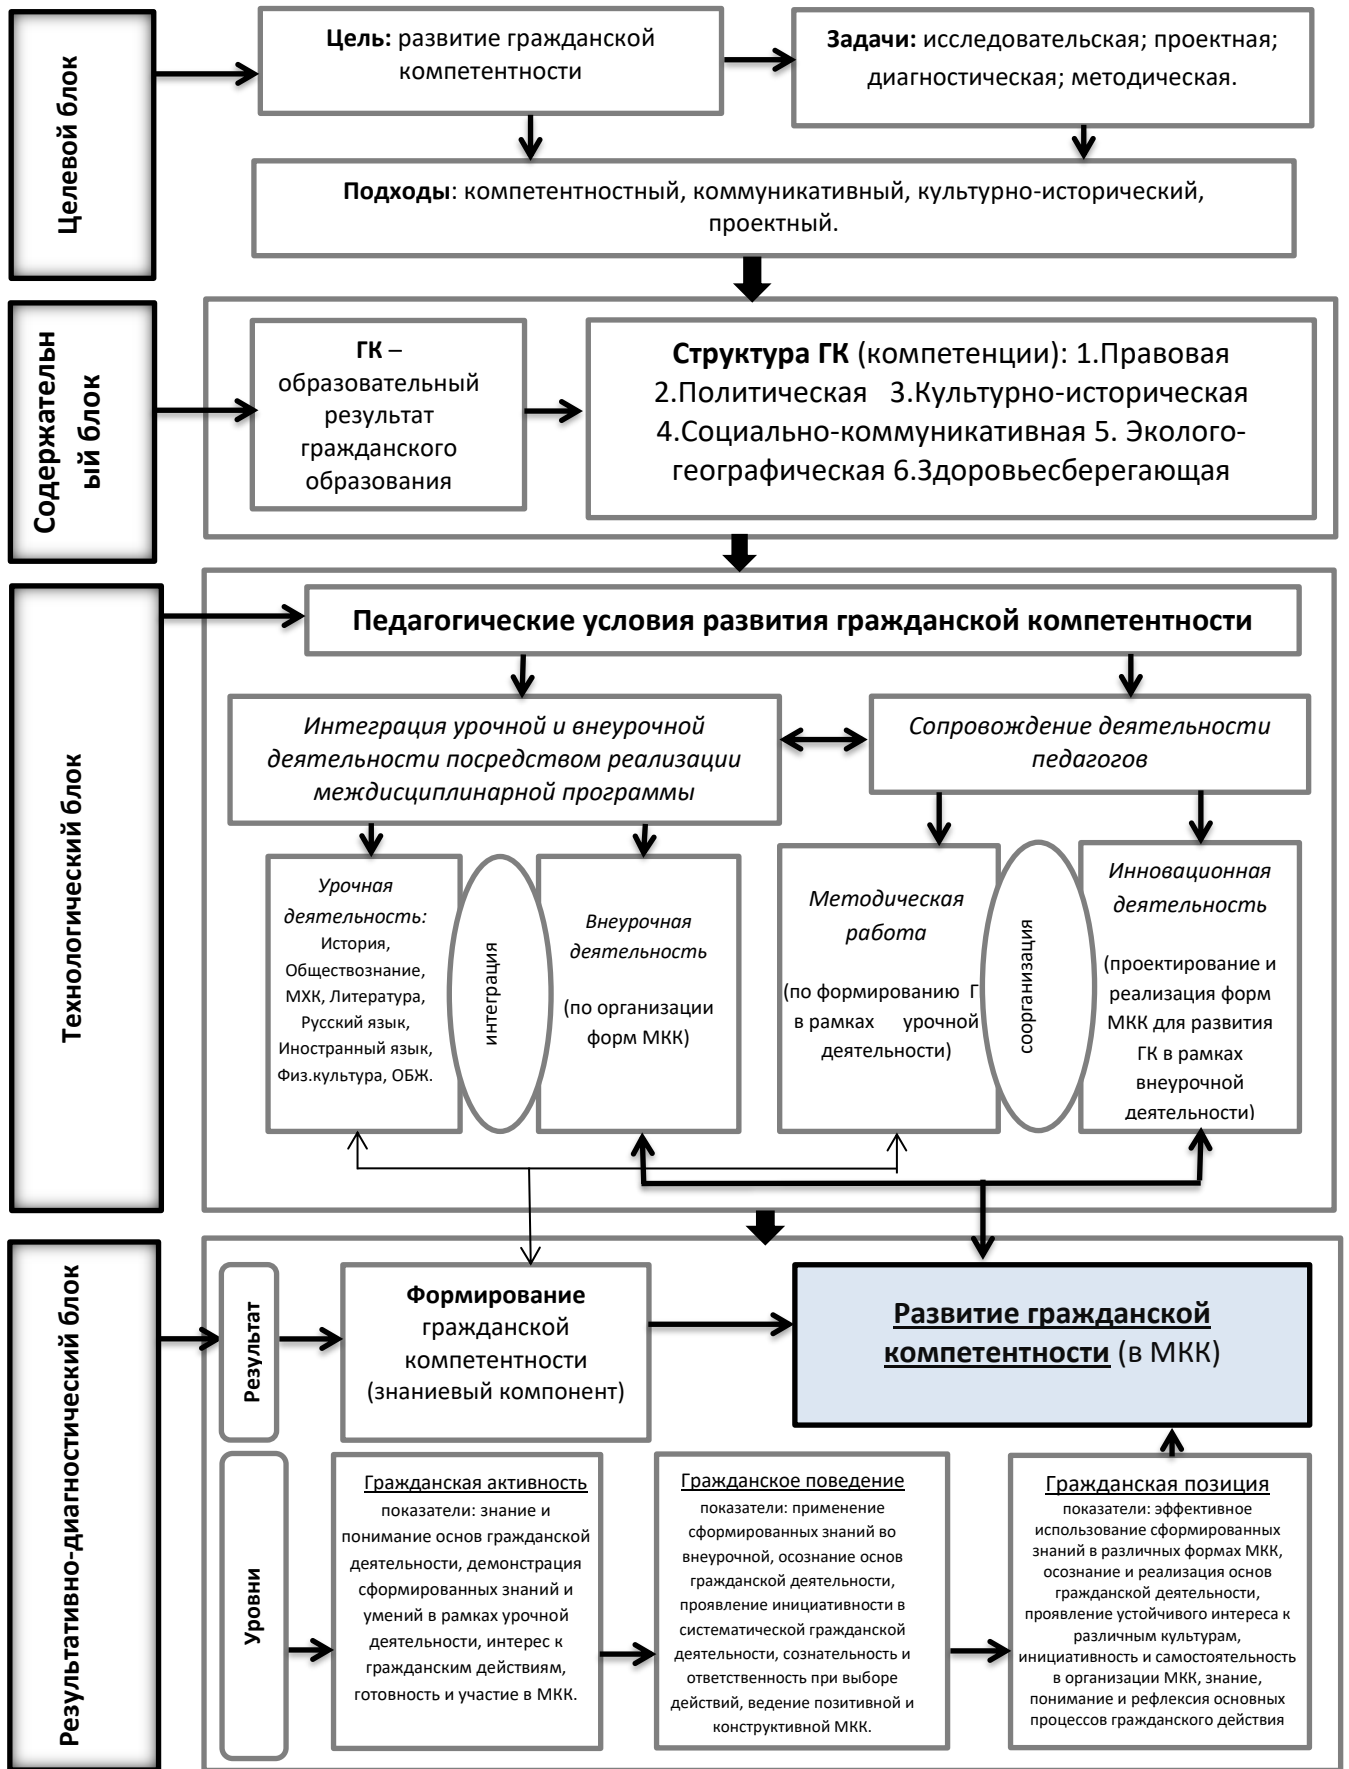 Целевой блок
Цель: развитие гражданской
компетентности
Задачи: исследовательская; проектная;
диагностическая; методическая.
Подходы: компетентностный, коммуникативный, культурно-исторический,
проектный.
Содержательн
ый блок
ГК –
образовательный
результат
гражданского
образования
Структура ГК (компетенции): 1.Правовая
2.Политическая 3.Культурно-историческая
4.Социально-коммуникативная 5. Эколого-
географическая 6.Здоровьесберегающая
Технологический блок
Педагогические условия развития гражданской компетентности
Интеграция урочной и внеурочной
деятельности посредством реализации
междисциплинарной программы
Сопровождение деятельности
педагогов
Урочная
деятельность:
История,
Обществознание,
МХК, Литература,
Русский язык,
Иностранный язык,
Физ.культура, ОБЖ.
интеграция
Внеурочная
деятельность
(по организации
форм МКК)
Методическая
работа
(по формированию Г
в рамках урочной
деятельности)
соорганизация
Инновационная
деятельность
(проектирование и
реализация форм
МКК для развития
ГК в рамках
внеурочной
деятельности)
Результативно-диагностический блок
Результат
Формирование
гражданской
компетентности
(знаниевый компонент)
Развитие гражданской
компетентности (в МКК)
Уровни
Гражданская активность
показатели: знание и
понимание основ гражданской
деятельности, демонстрация
сформированных знаний и
умений в рамках урочной
деятельности, интерес к
гражданским действиям,
готовность и участие в МКК.
Гражданское поведение
показатели: применение
сформированных знаний во
внеурочной, осознание основ
гражданской деятельности,
проявление инициативности в
систематической гражданской
деятельности, сознательность и
ответственность при выборе
действий, ведение позитивной и
конструктивной МКК.
Гражданская позиция
показатели: эффективное
использование сформированных
знаний в различных формах МКК,
осознание и реализация основ
гражданской деятельности,
проявление устойчивого интереса к
различным культурам,
инициативность и самостоятельность
в организации МКК, знание,
понимание и рефлексия основных
процессов гражданского действия